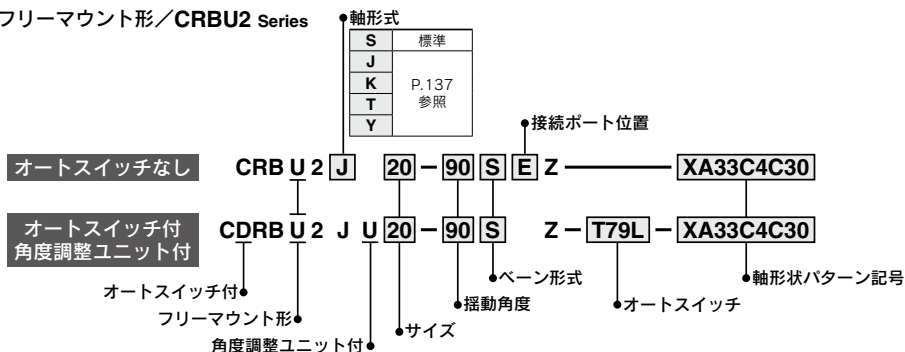 フリーマウント形／CRBU2 Series
軸形式
S 標準
J
K
T
Y
P.137
参照
接続ポート位置
オートスイッチなし CRB U 2 J 20 － 90 S E Z XA33C4C30
オートスイッチ付
角度調整ユニット付
CDRB U 2 J U 20 － 90 S Z － T79L － XA33C4C30
オートスイッチ付
フリーマウント形
角度調整ユニット付
サイズ
揺動角度
ベーン形式
オートスイッチ
軸形状パターン記号